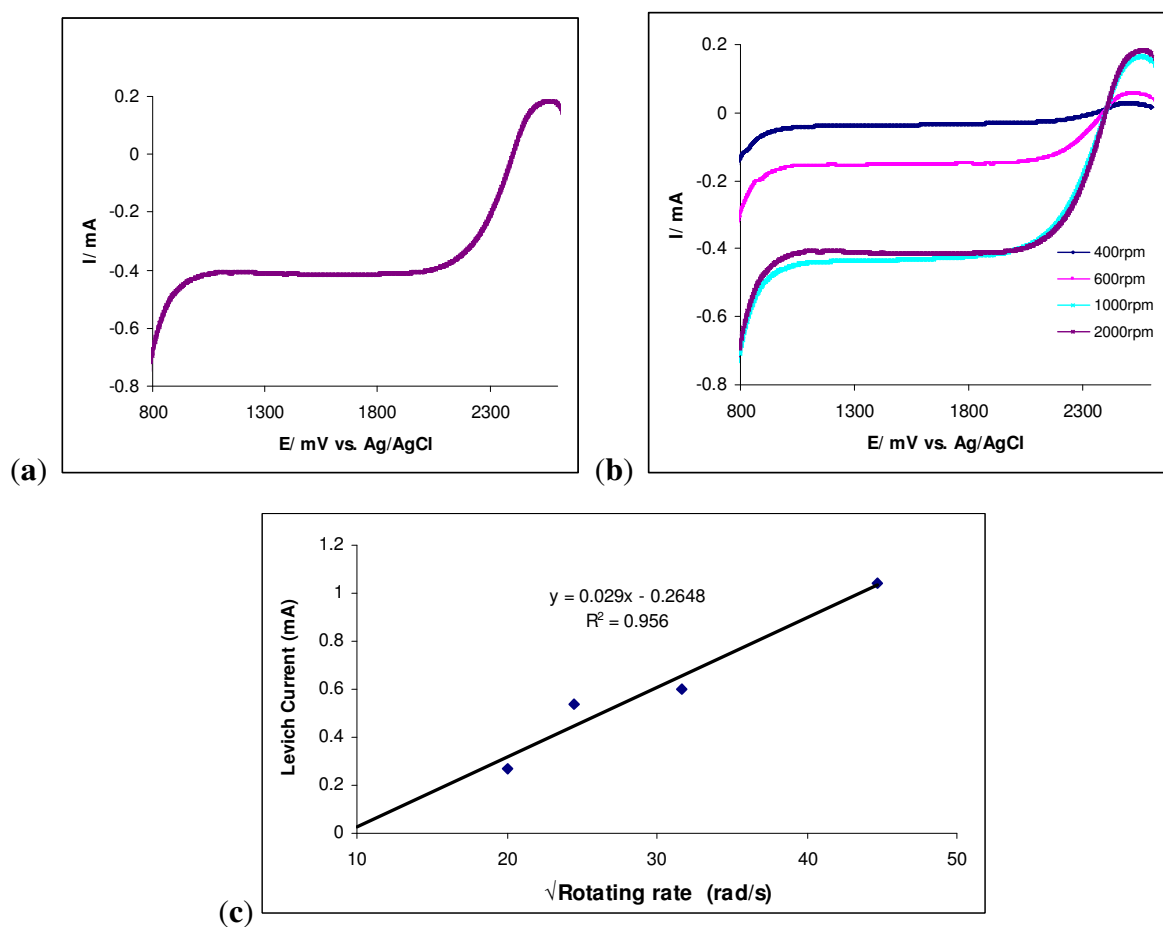 0.2
0
-0.2
-0.4
-0.6
-0.8
I/ mA
800 1300 1800 2300
E/ mV vs. Ag/AgCl
(a)
0.2
0
-0.2
-0.4
-0.6
-0.8
I/ mA
400rpm
600rpm
1000rpm
2000rpm
800 1300 1800 2300
E/ mV vs. Ag/AgCl
(b)
1.2
1
0.8
0.6
0.4
0.2
0
Levich Current (mA)
y = 0.029x - 0.2648
R² = 0.956
10 20 30 40 50
√Rotating rate (rad/s)
(c)